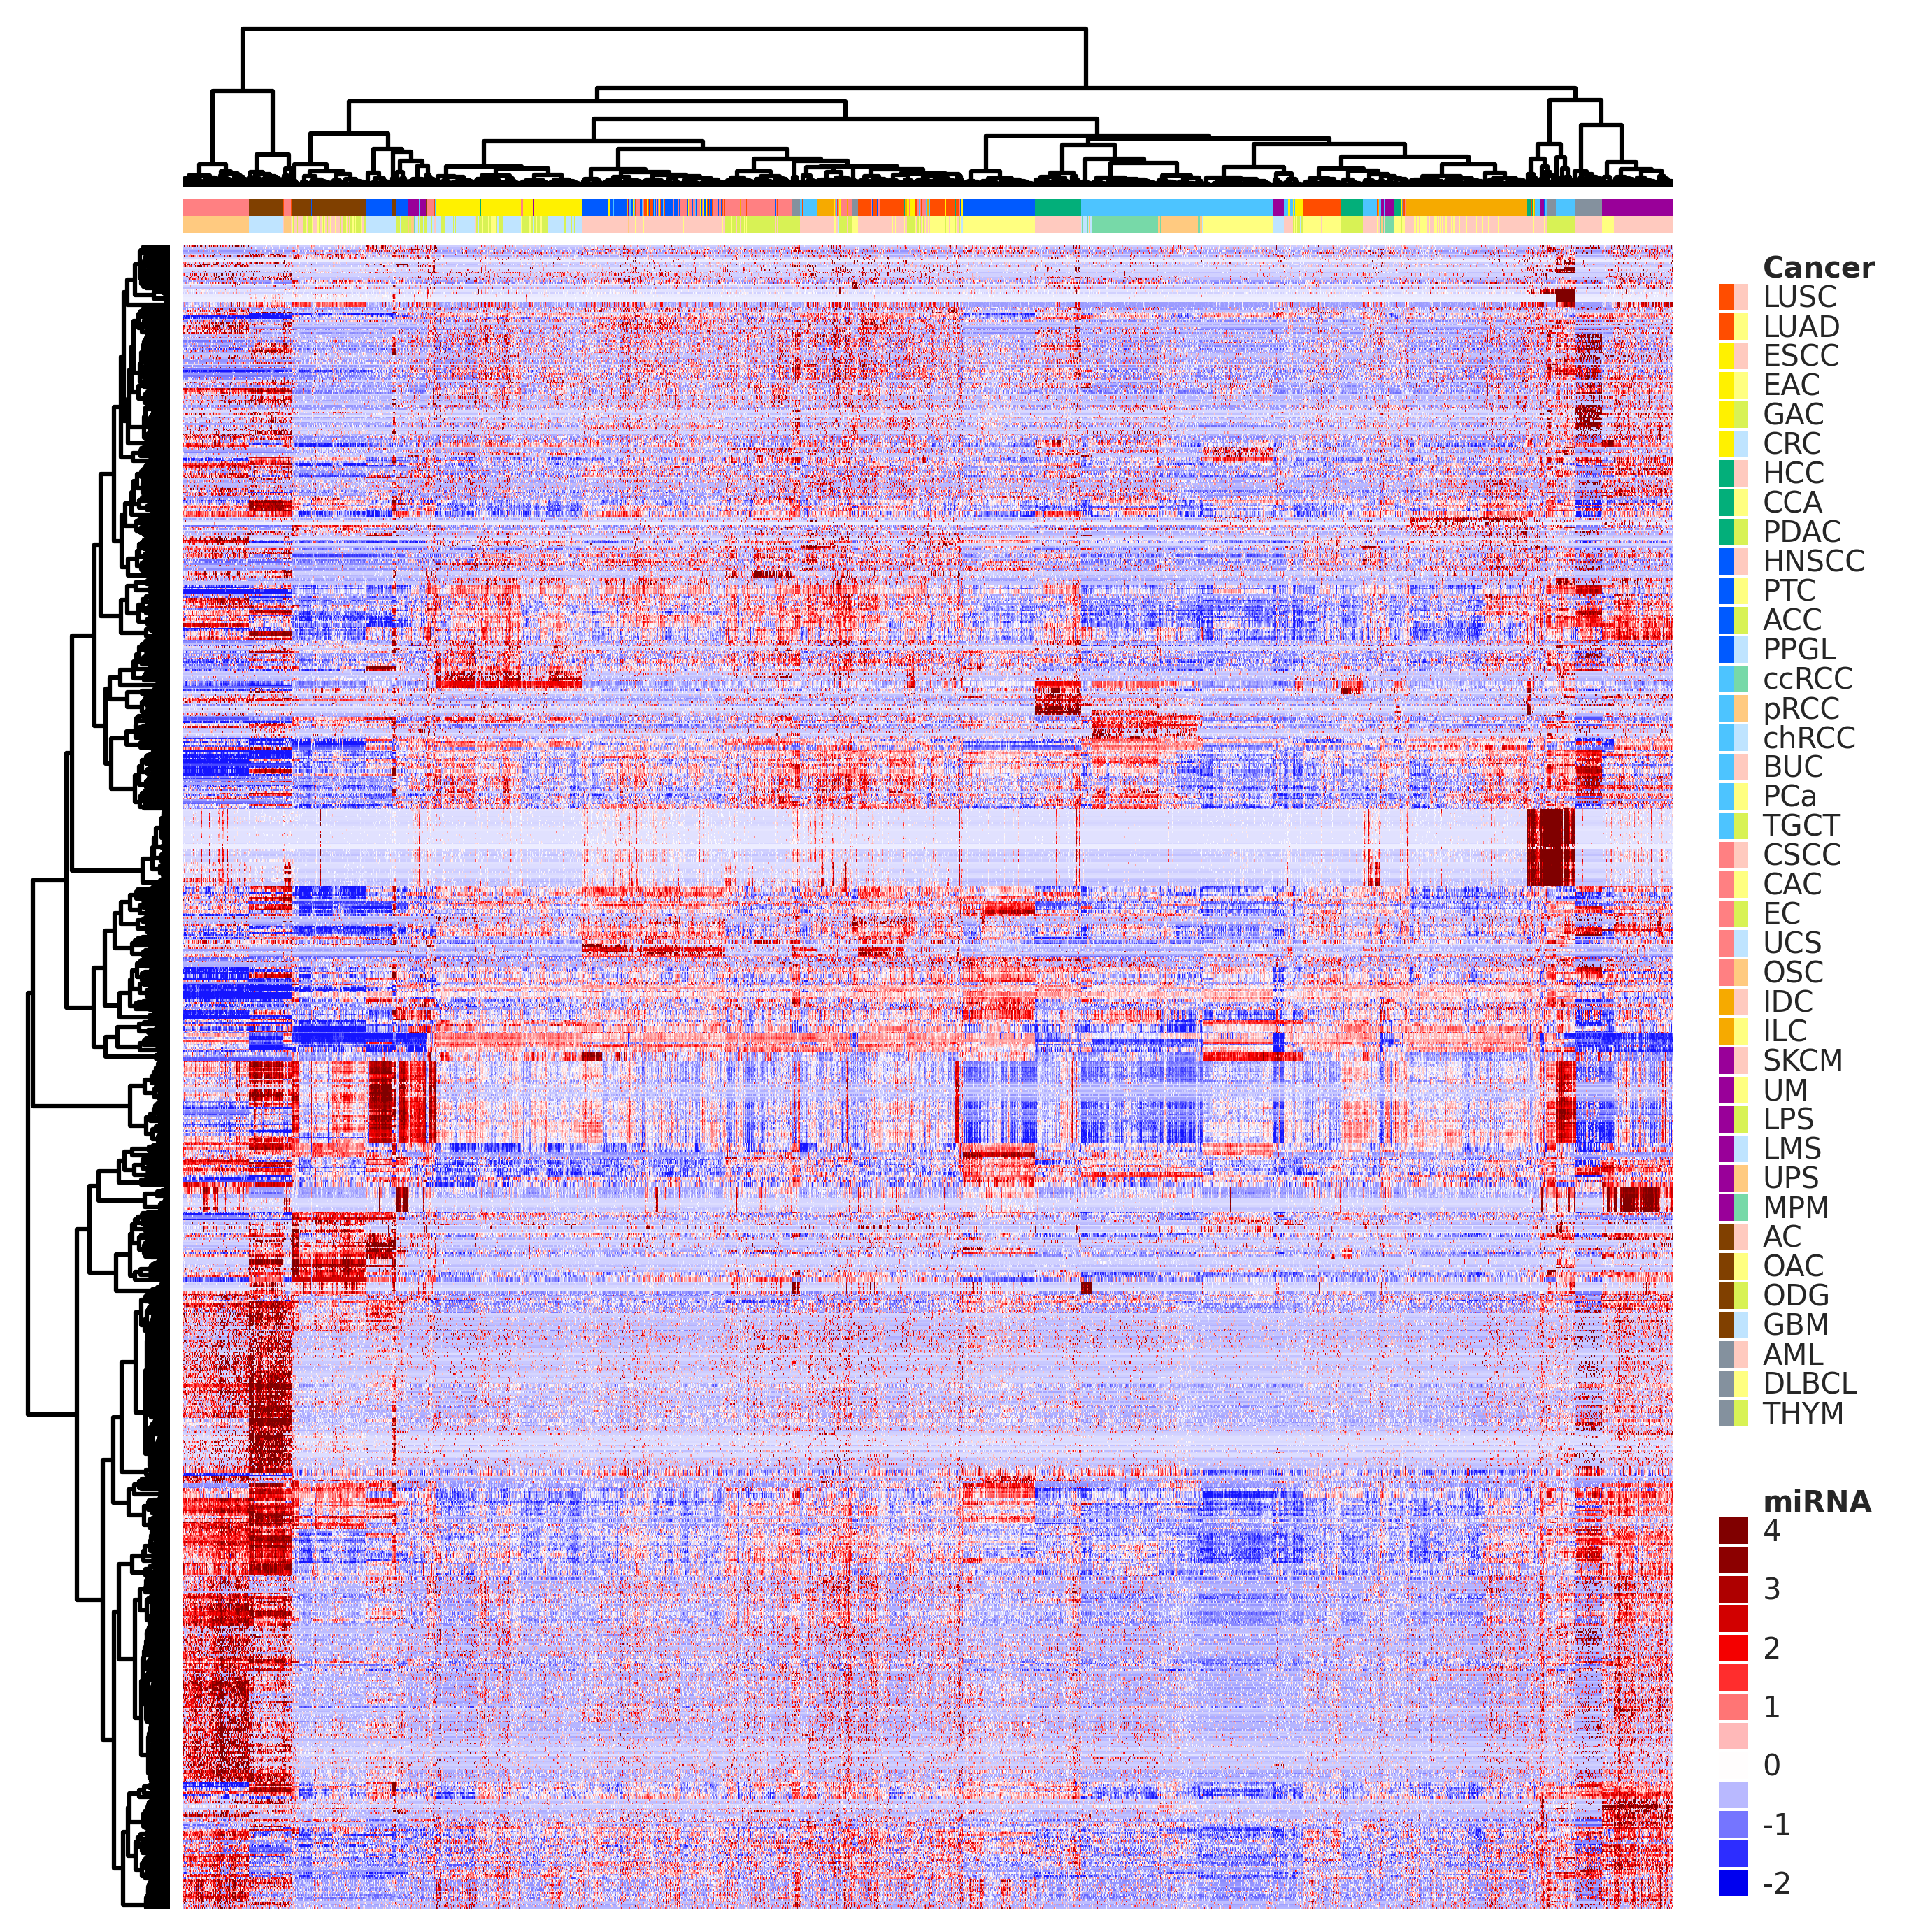 Cancer
LUSC
LUAD
ESCC
EAC
GAC
CRC
HCC
CCA
PDAC
HNSCC
PTC
ACC
PPGL
ccRCC
pRCC
chRCC
BUC
PCa
TGCT
CSCC
CAC
EC
UCS
OSC
IDC
ILC
SKCM
UM
LPS
LMS
UPS
MPM
AC
OAC
ODG
GBM
AML
DLBCL
THYM
miRNA
4
3
2
1
0
-1
-2